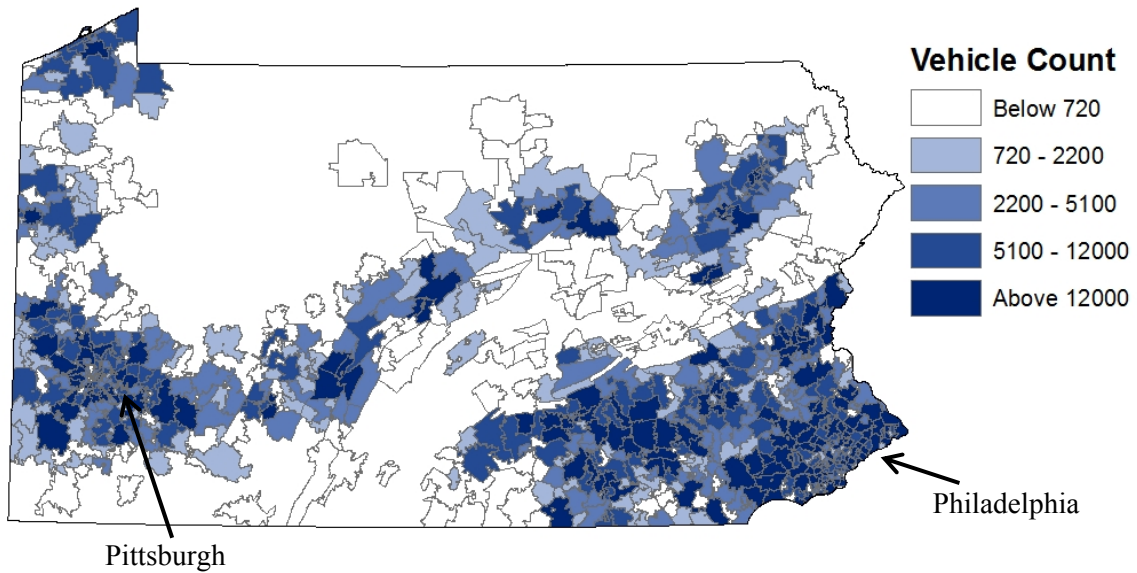 Vehicle Count
Below 720
720 - 2200
2200 - 5100
5100 - 12000
Above 12000
Philadelphia
Pittsburgh